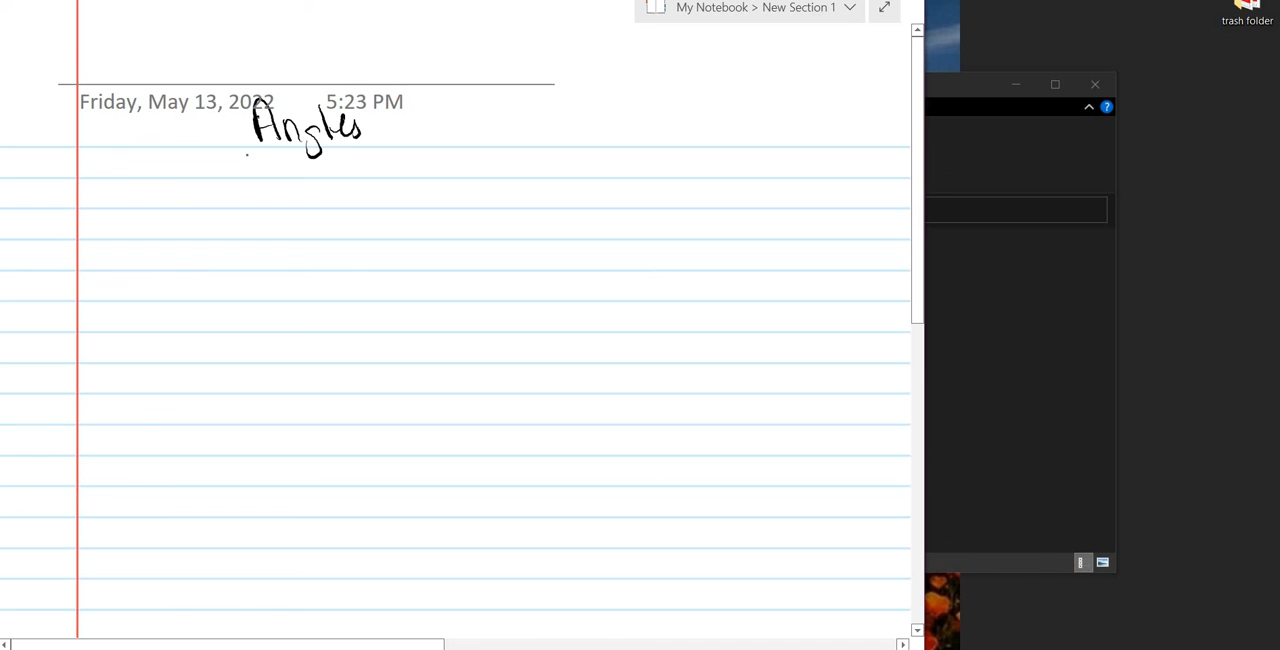 My Notebook > New Section 1
trash folder
Friday, May 13, 2022 5:23 PM
Angles